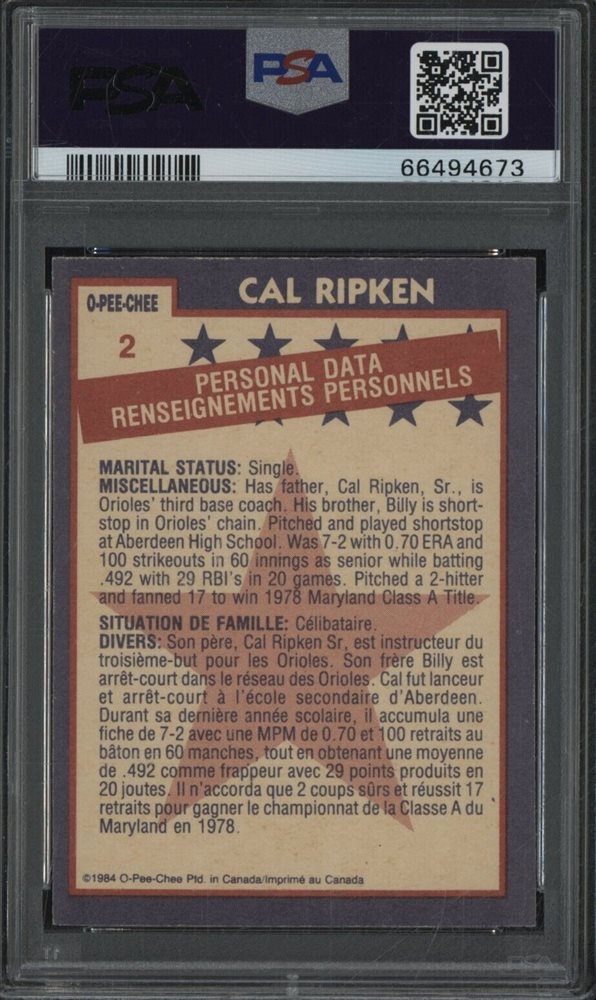 PSA
PSA
66494673
O-PEE-CHEE
CAL RIPKEN
2
PERSONAL DATA
RENSEIGNEMENTS PERSONNELS
MARITAL STATUS: Single.
MISCELLANEOUS: Has father, Cal Ripken, Sr., is
Orioles' third base coach. His brother, Billy is short-
stop in Orioles' chain. Pitched and played shortstop
at Aberdeen High School. Was 7-2 with 0.70 ERA and
100 strikeouts in 60 innings as senior while batting
.492 with 29 RBI's in 20 games. Pitched a 2-hitter
and fanned 17 to win 1978 Maryland Class A Title.
SITUATION DE FAMILLE: Célibataire.
DIVERS: Son père, Cal Ripken Sr, est instructeur du
troisième-but pour les Orioles. Son frère Billy est
arrêt-court dans le réseau des Orioles. Cal fut lanceur
et arrêt-court à l'école secondaire d'Aberdeen.
Durant sa dernière année scolaire, il accumula une
fiche de 7-2 avec une MPM de 0.70 et 100 retraits au
bâton en 60 manches, tout en obtenant une moyenne
de .492 comme frappeur avec 29 points produits en
20 joutes. Il n'accorda que 2 coups sûrs et réussit 17
retraits pour gagner le championnat de la Classe A du
Maryland en 1978.
©1984 O-Pee-Chee Ptd. in Canada/Imprimé au Canada